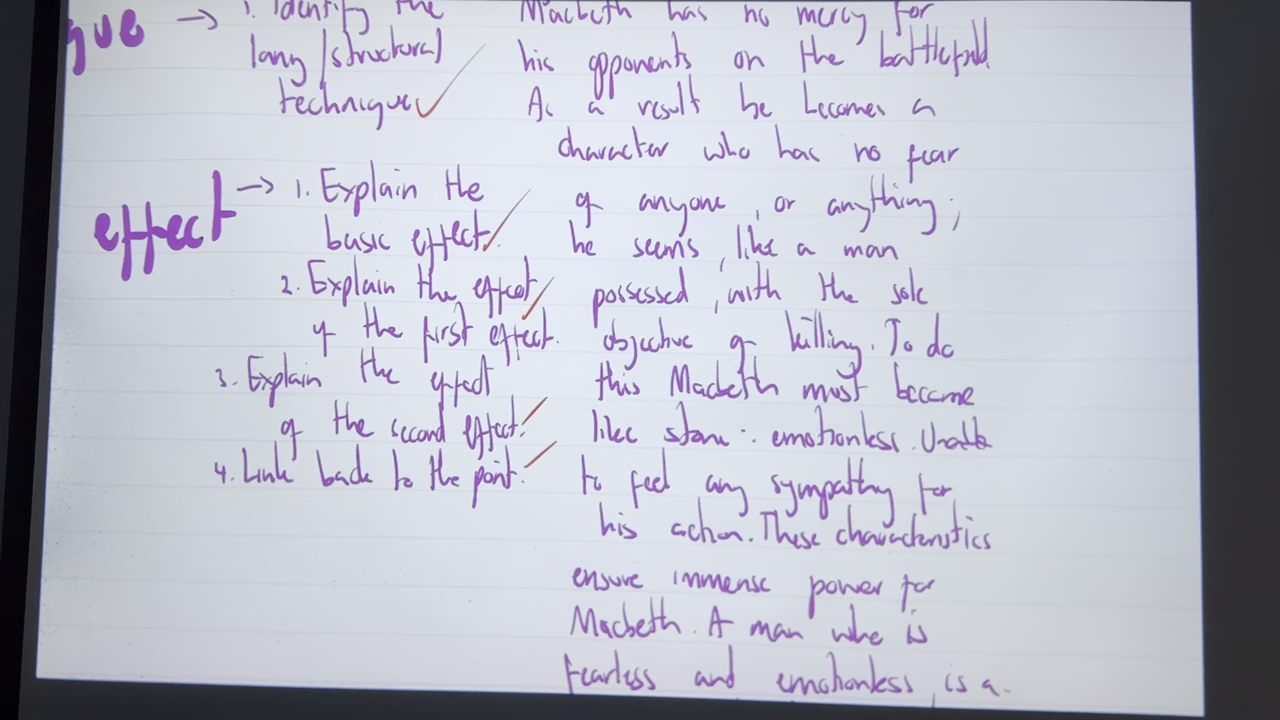 que → 1. Identify the
lang/structural
technique ✓
effect → 1. Explain the
basic effect. ✓
2. Explain the effect
of the first effect. ✓
3. Explain the effect
of the second effect. ✓
4. Link back to the point. ✓
Macbeth has no mercy for
his opponents on the battlefield
As a result he becomes a
character who has no fear
of anyone, or anything;
he seems, like a man
possessed, with the sole
objective of killing. To do
this Macbeth must become
like stone: emotionless. Unable
to feel any sympathy for
his action. These characteristics
ensure immense power for
Macbeth. A man who is
fearless and emotionless, is a